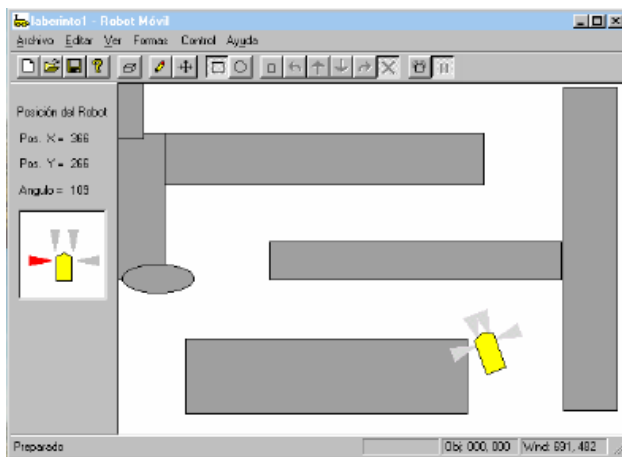 laberinto1 - Robot Móvil
Archivo Editar Ver Formas Control Ayuda
Posición del Robot
Pos. X = 366
Pos. Y = 266
Angulo = 109
Preparado
Obj: 000, 000 Wnd: 691, 482